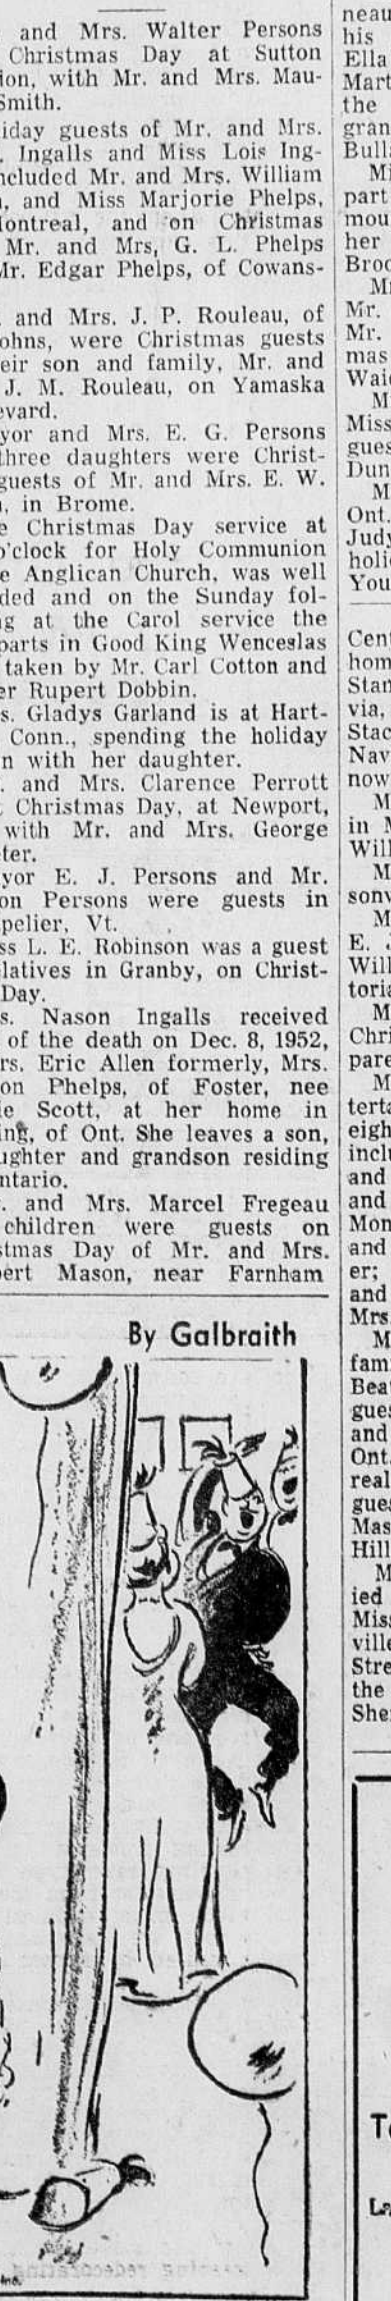 and Mrs. Walter Persons
Christmas Day at Sutton
ion, with Mr. and Mrs. Mau-
Smith.
iday guests of Mr. and Mrs.
. Ingalls and Miss Lois Ing-
ncluded Mr. and Mrs. William
, and Miss Marjorie Phelps,
Montreal, and on Christmas
Mr. and Mrs, G. L. Phelps
Mr. Edgar Phelps, of Cowans-
. and Mrs. J. P. Rouleau, of
ohns, were Christmas guests
eir son and family, Mr. and
J. M. Rouleau, on Yamaska
evard.
yor and Mrs. E. G. Persons
three daughters were Christ-
guests of Mr. and Mrs. E. W.
, in Brome.
e Christmas Day service at
o'clock for Holy Communion
e Anglican Church, was well
ded and on the Sunday fol-
g at the Carol service the
parts in Good King Wenceslas
taken by Mr. Carl Cotton and
er Rupert Dobbin.
s. Gladys Garland is at Hart-
Conn., spending the holiday
n with her daughter.
. and Mrs. Clarence Perrott
Christmas Day, at Newport,
with Mr. and Mrs. George
ter.
yor E. J. Persons and Mr.
on Persons were guests in
pelier, Vt.
ss L. E. Robinson was a guest
latives in Granby, on Christ-
Day.
s. Nason Ingalls received
of the death on Dec. 8, 1952,
rs. Eric Allen formerly, Mrs.
on Phelps, of Foster, nee
ie Scott, at her home in
ing, of Ont. She leaves a son,
ughter and grandson residing
ntario.
. and Mrs. Marcel Fregeau
children were guests on
stmas Day of Mr. and Mrs.
bert Mason, near Farnham
By Galbraith
neau
his
Ella
Mart
the
gran
Bulla
Mi
part
mou
her
Broc
Mr
Mr.
Mr.
mas
Waic
M
Miss
gues
Dun
M
Ont.
Judy
holi
You
Cent
hom
Stan
via,
Stac
Nav
now
M
in M
Will
M
sonv
M
E. J
Will
toria
M
Chri
pare
M
terta
eigh
inclu
and
and
Mon
and
er;
and
Mrs.
M
fami
Bea
gues
and
Ont.
real
gues
Mas
Hill
M
ied
Miss
ville
Stre
the
She
T